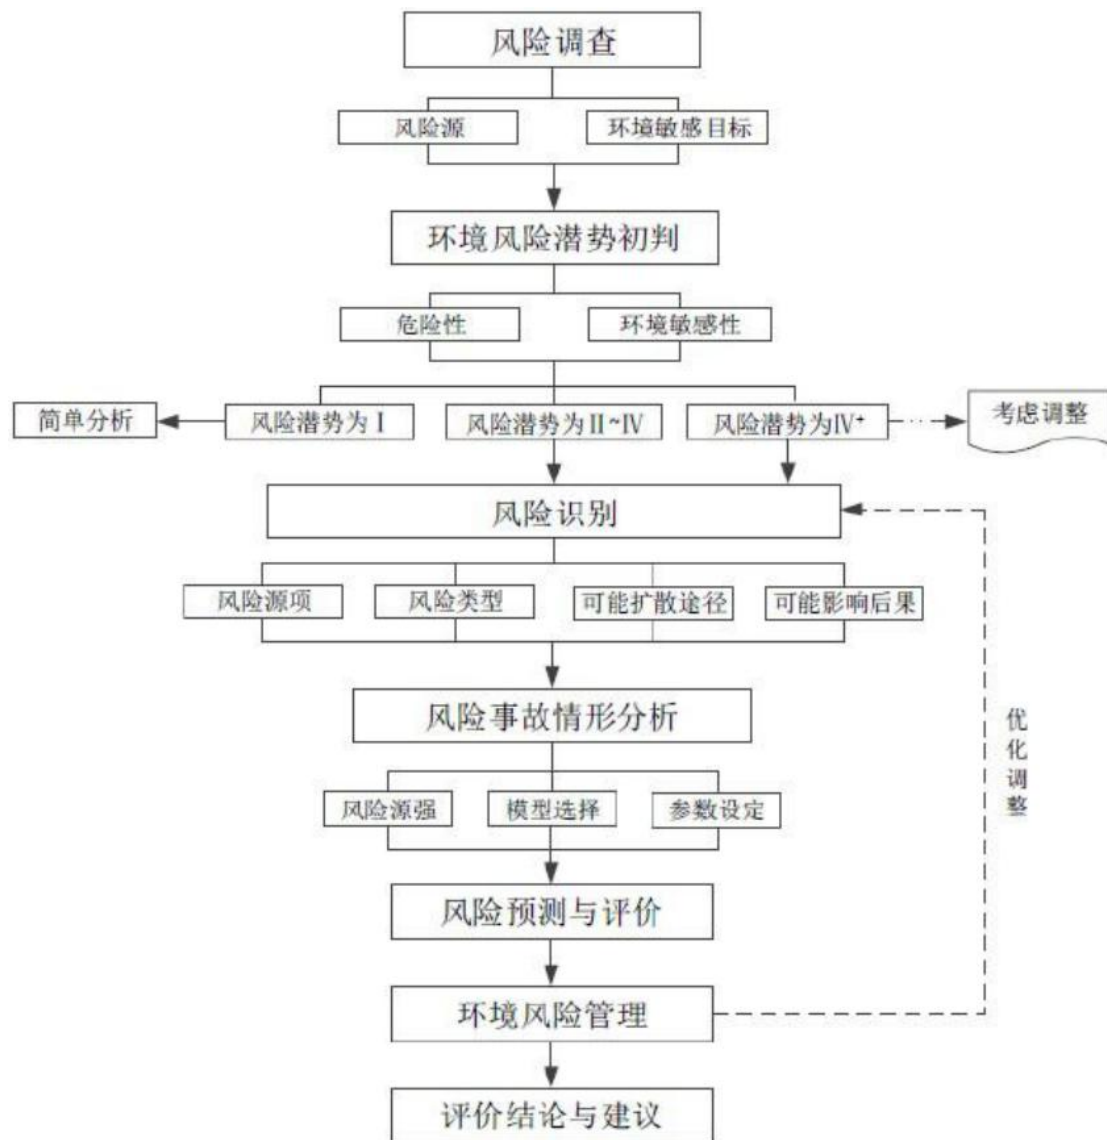 风险调查
风险源
环境敏感目标
环境风险潜势初判
危险性
环境敏感性
简单分析
风险潜势为Ⅰ
风险潜势为Ⅱ~Ⅳ
风险潜势为Ⅳ⁺
考虑调整
风险识别
风险源项
风险类型
可能扩散途径
可能影响后果
风险事故情形分析
优化调整
风险源强
模型选择
参数设定
风险预测与评价
环境风险管理
评价结论与建议